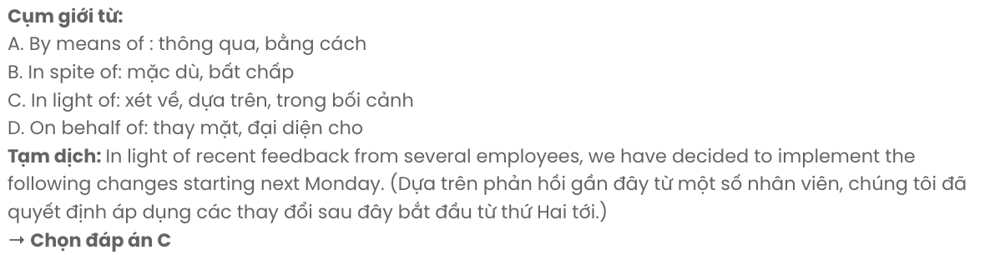 Cụm giới từ:
A. By means of : thông qua, bằng cách
B. In spite of: mặc dù, bất chấp
C. In light of: xét về, dựa trên, trong bối cảnh
D. On behalf of: thay mặt, đại diện cho
Tạm dịch: In light of recent feedback from several employees, we have decided to implement the
following changes starting next Monday. (Dựa trên phản hồi gần đây từ một số nhân viên, chúng tôi đã
quyết định áp dụng các thay đổi sau đây bắt đầu từ thứ Hai tới.)
→ Chọn đáp án C